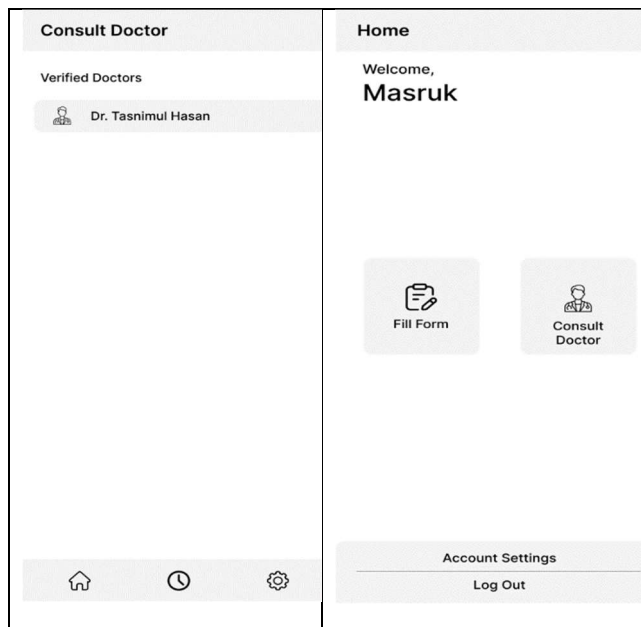 Consult Doctor
Verified Doctors
Dr. Tasnimul Hasan
Home
Welcome,
Masruk
Fill Form
Consult
Doctor
Account Settings
Log Out